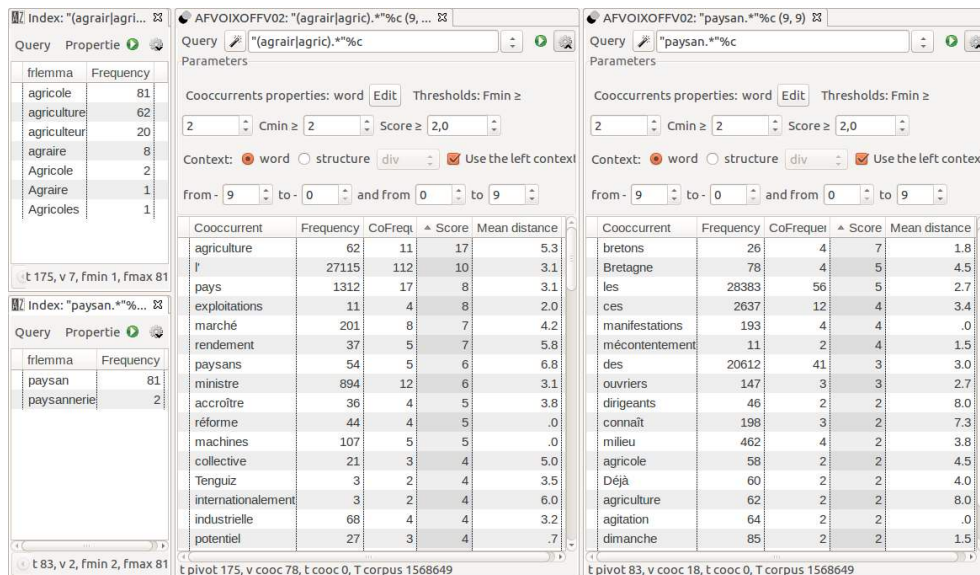 Index: "(agrair|agri...
Query Propertie
frlemma Frequency
agricole 81
agriculture 62
agriculteur 20
agraire 8
Agricole 2
Agraire 1
Agricoles 1
t 175, v 7, fmin 1, fmax 81
Index: "paysan.*"%...
Query Propertie
frlemma Frequency
paysan 81
paysannerie 2
t 83, v 2, fmin 2, fmax 81
AFVOIXOFFV02: "(agrair|agric).*"%c (9, ...
Query "(agrair|agric).*"%c
Parameters
Cooccurrents properties: word Edit Thresholds: Fmin ≥
2 Cmin ≥ 2 Score ≥ 2,0
Context: word structure div Use the left context
from - 9 to - 0 and from 0 to 9
Cooccurrent Frequency CoFrequ Score Mean distance
agriculture 62 11 17 5.3
l' 27115 112 10 3.1
pays 1312 17 8 3.1
exploitations 11 4 8 2.0
marché 201 8 7 4.2
rendement 37 5 7 5.8
paysans 54 5 6 6.8
ministre 894 12 6 3.1
accroître 36 4 5 3.8
réforme 44 4 5 .0
machines 107 5 5 .0
collective 21 3 4 5.0
Tenguiz 3 2 4 3.5
internationalement 3 2 4 6.0
industrielle 68 4 4 3.2
potentiel 27 3 4 .7
t pivot 175, v cooc 78, t cooc 0, T corpus 1568649
AFVOIXOFFV02: "paysan.*"%c (9, 9)
Query "paysan.*"%c
Parameters
Cooccurrents properties: word Edit Thresholds: Fmin ≥
2 Cmin ≥ 2 Score ≥ 2,0
Context: word structure div Use the left contex
from - 9 to - 0 and from 0 to 9
Cooccurrent Frequency CoFrequer Score Mean distance
bretons 26 4 7 1.8
Bretagne 78 4 5 4.5
les 28383 56 5 2.7
ces 2637 12 4 3.4
manifestations 193 4 4 .0
mécontentement 11 2 4 1.5
des 20612 41 3 3.0
ouvriers 147 3 3 2.7
dirigeants 46 2 2 8.0
connaît 198 3 2 7.3
milieu 462 4 2 3.8
agricole 58 2 2 4.5
Déjà 60 2 2 4.0
agriculture 62 2 2 8.0
agitation 64 2 2 .0
dimanche 85 2 2 1.5
t pivot 83, v cooc 18, t cooc 0, T corpus 1568649